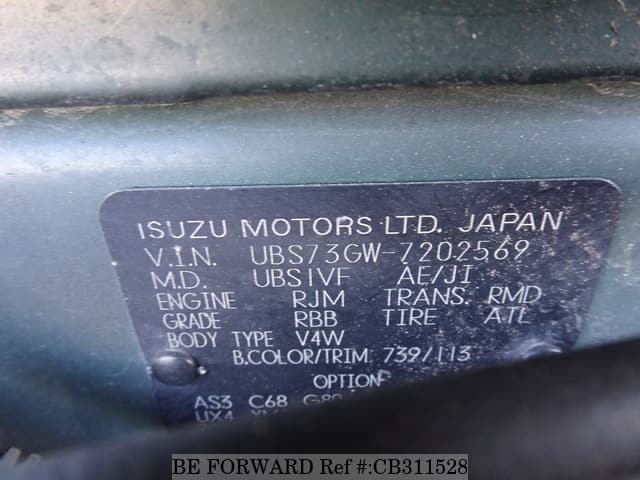 ISUZU MOTORS LTD. JAPAN
V.I.N. UBS73GW-7202569
M.D. UBS1VF AE/JI
ENGINE RJM TRANS. RMD
GRADE RBB TIRE ATL
BODY TYPE V4W
B.COLOR/TRIM 739/113
OPTION
AS3 C68 G80
UX4
BE FORWARD Ref #:CB311528